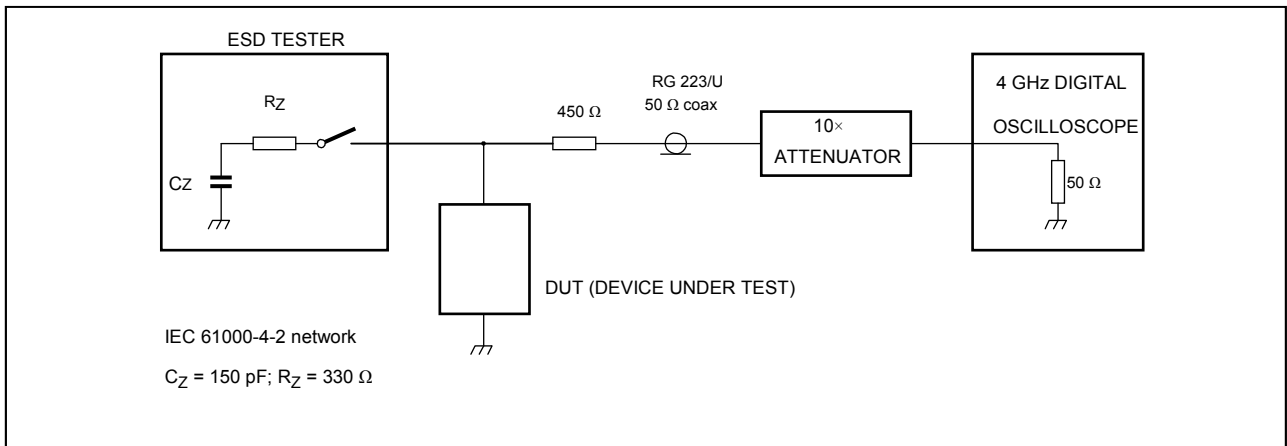 ESD TESTER
RZ
CZ
450 Ω
RG 223/U
50 Ω coax
10×
ATTENUATOR
4 GHz DIGITAL
OSCILLOSCOPE
50 Ω
DUT (DEVICE UNDER TEST)
IEC 61000-4-2 network
CZ = 150 pF; RZ = 330 Ω